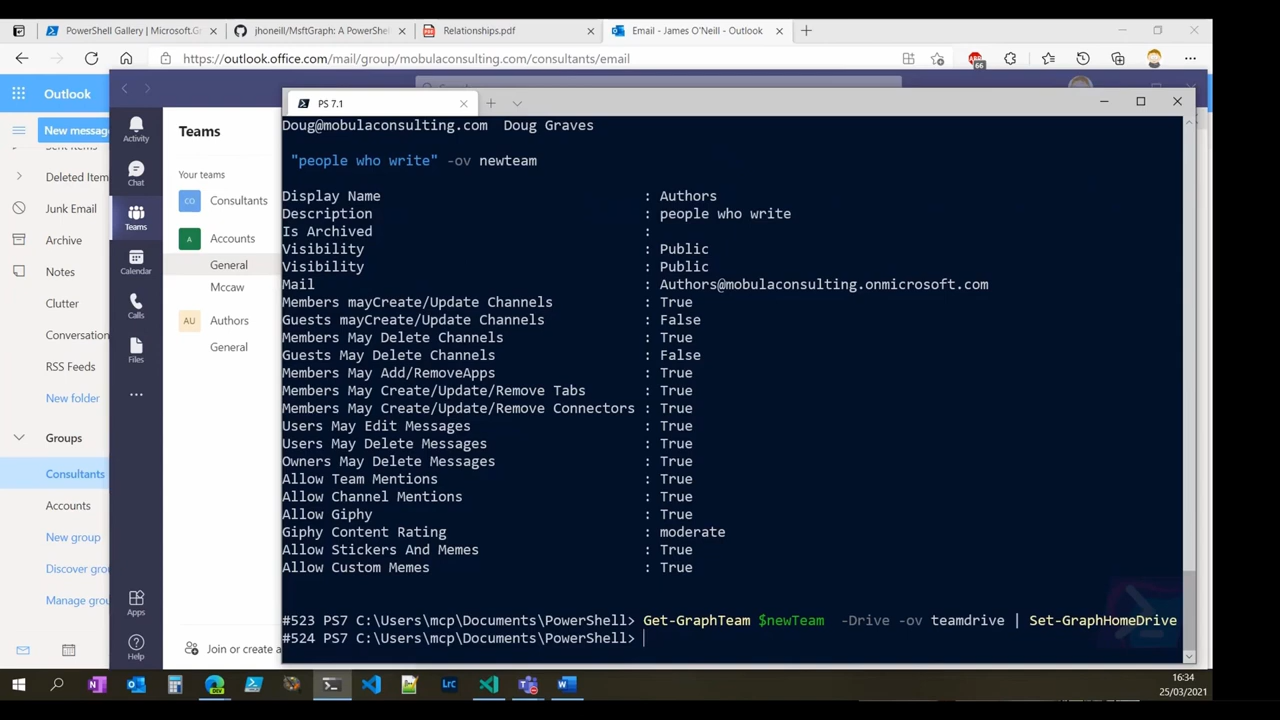 PowerShell Gallery | Microsoft.Gr
jhoneill/MsftGraph: A PowerShel
Relationships.pdf
Email - James O'Neill - Outlook
https://outlook.office.com/mail/group/mobulaconsulting.com/consultants/email
66
Outlook
New messag
Sent Items
Deleted Item
Junk Email
Archive
Notes
Clutter
Conversation
RSS Feeds
New folder
Groups
Consultants
Accounts
New group
Discover grou
Manage grou
Activity
Chat
Teams
Calendar
Calls
Files
Apps
Help
Teams
Your teams
CO Consultants
A Accounts
General
Mccaw
AU Authors
General
Join or create a
PS 7.1
Doug@mobulaconsulting.com Doug Graves
"people who write" -ov newteam
Display Name : Authors
Description : people who write
Is Archived :
Visibility : Public
Visibility : Public
Mail : Authors@mobulaconsulting.onmicrosoft.com
Members mayCreate/Update Channels : True
Guests mayCreate/Update Channels : False
Members May Delete Channels : True
Guests May Delete Channels : False
Members May Add/RemoveApps : True
Members May Create/Update/Remove Tabs : True
Members May Create/Update/Remove Connectors : True
Users May Edit Messages : True
Users May Delete Messages : True
Owners May Delete Messages : True
Allow Team Mentions : True
Allow Channel Mentions : True
Allow Giphy : True
Giphy Content Rating : moderate
Allow Stickers And Memes : True
Allow Custom Memes : True
#523 PS7 C:\Users\mcp\Documents\PowerShell> Get-GraphTeam $newTeam -Drive -ov teamdrive | Set-GraphHomeDrive
#524 PS7 C:\Users\mcp\Documents\PowerShell>
LrC
DEV
16:34
25/03/2021